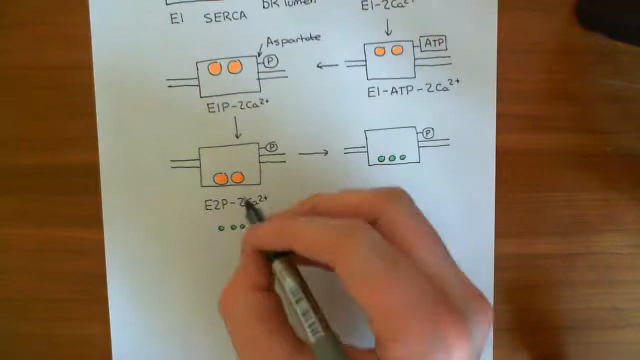 E1 SERCA
ER lumen
E1-2Ca2+
Aspartate
P
ATP
E1P-2Ca2+
E1-ATP-2Ca2+
P
P
E2P-2Ca2+